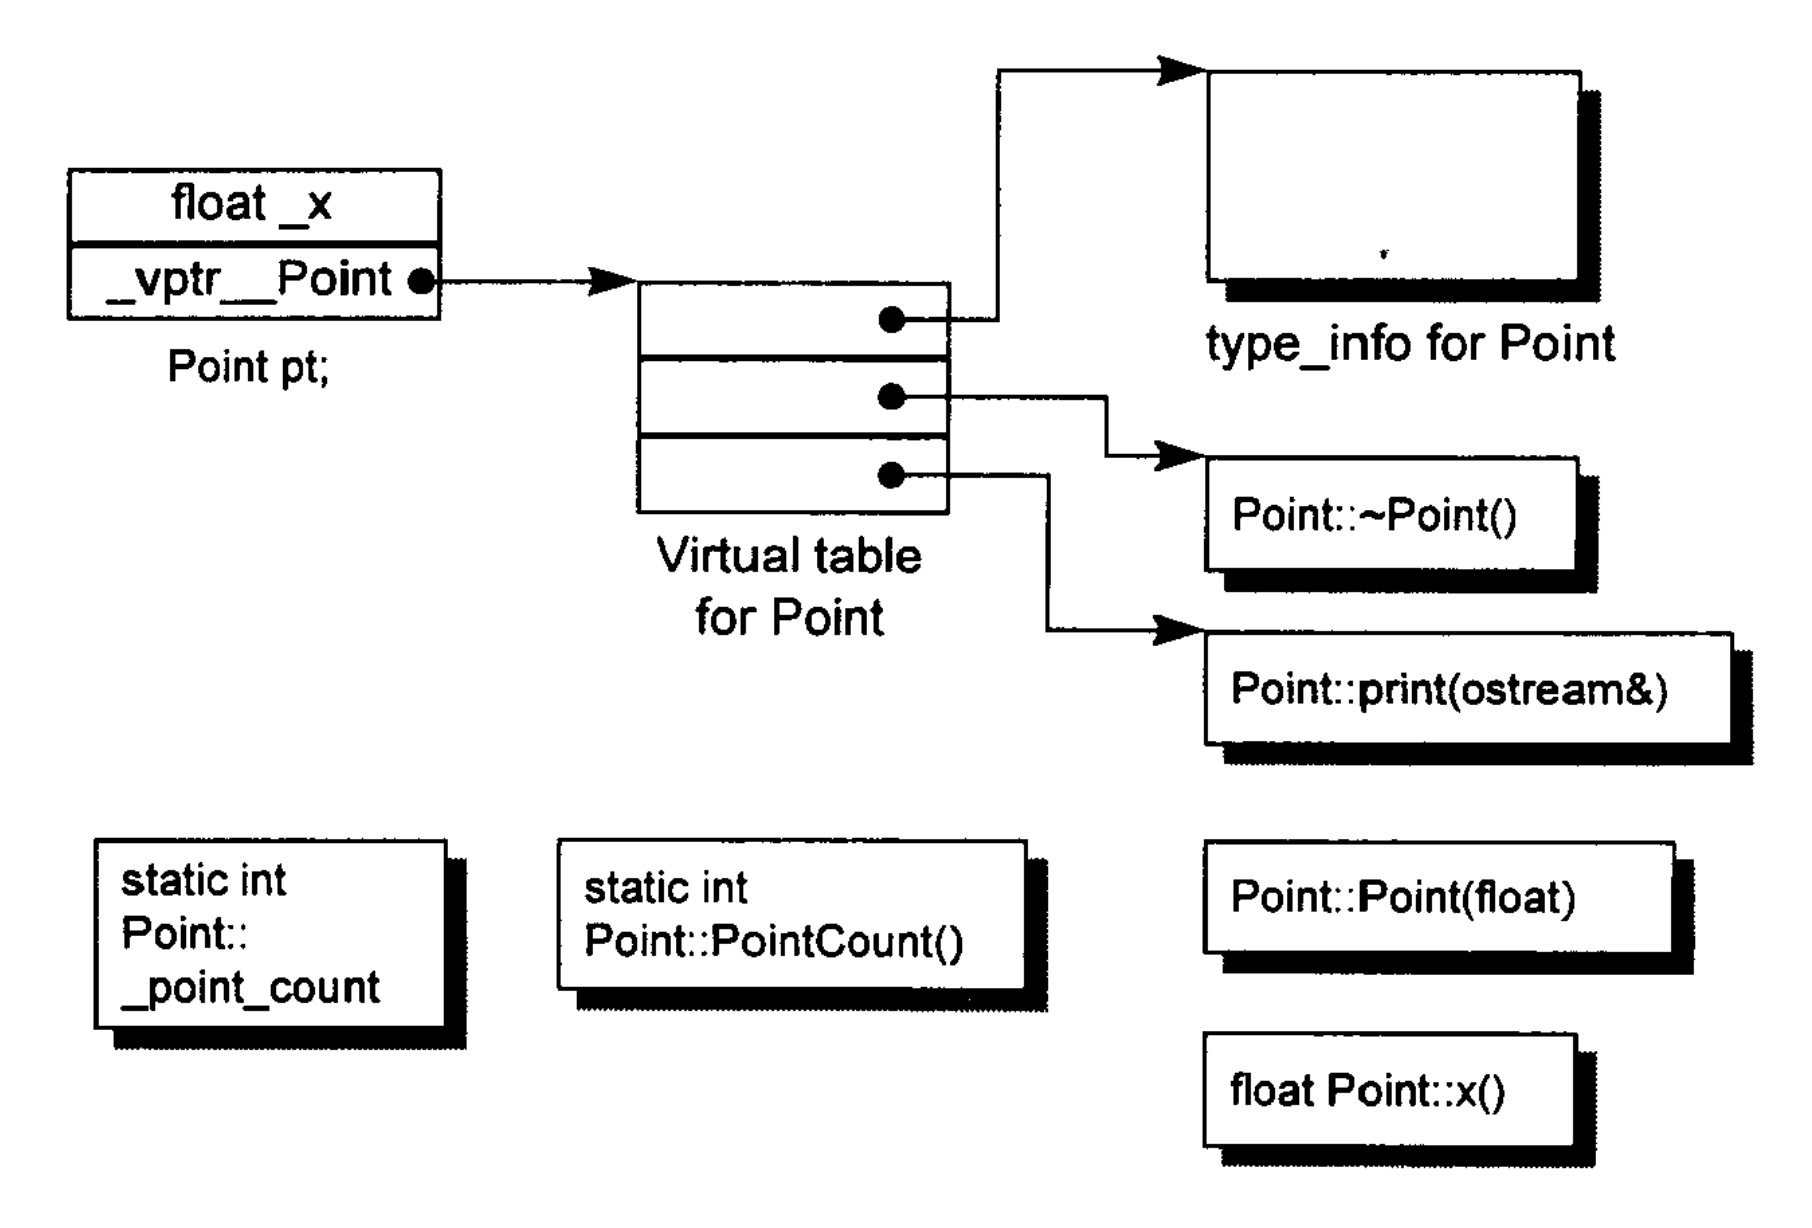 float _x
_vptr__Point
Point pt;
type_info for Point
Virtual table
for Point
Point::~Point()
Point::print(ostream&)
static int
Point::
_point_count
static int
Point::PointCount()
Point::Point(float)
float Point::x()